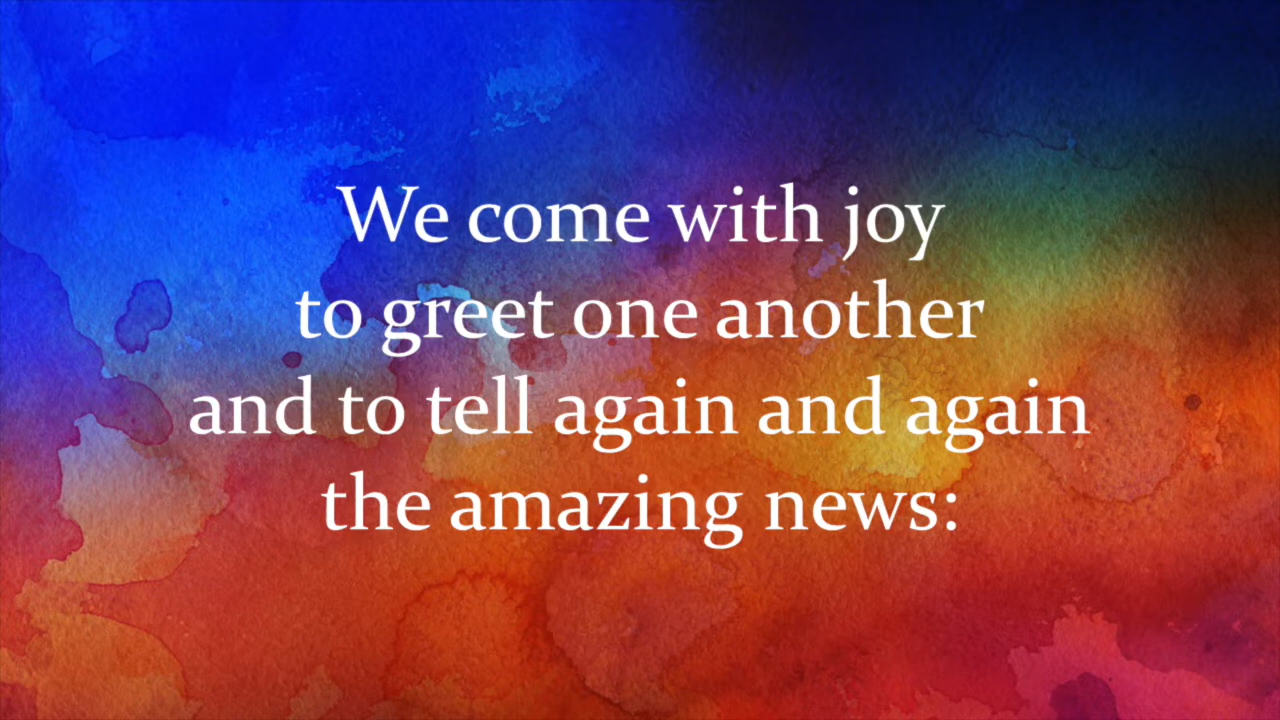 We come with joy
to greet one another
and to tell again and again
the amazing news: